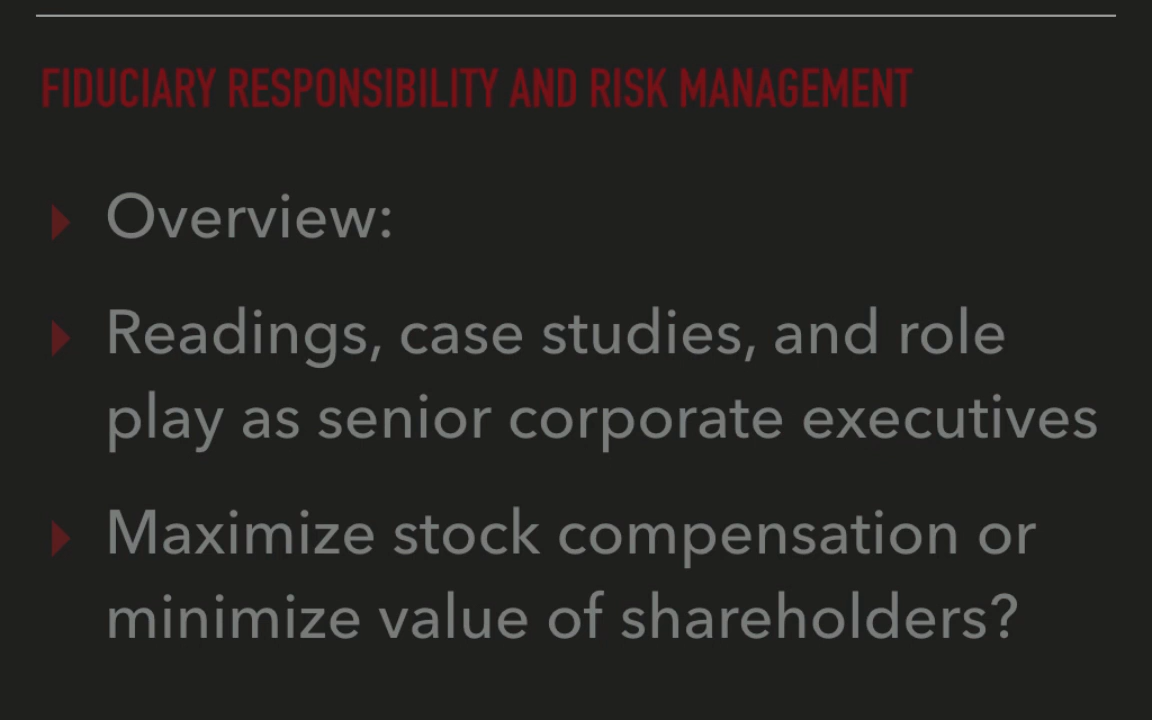 FIDUCIARY RESPONSIBILITY AND RISK MANAGEMENT
Overview:
Readings, case studies, and role
play as senior corporate executives
Maximize stock compensation or
minimize value of shareholders?